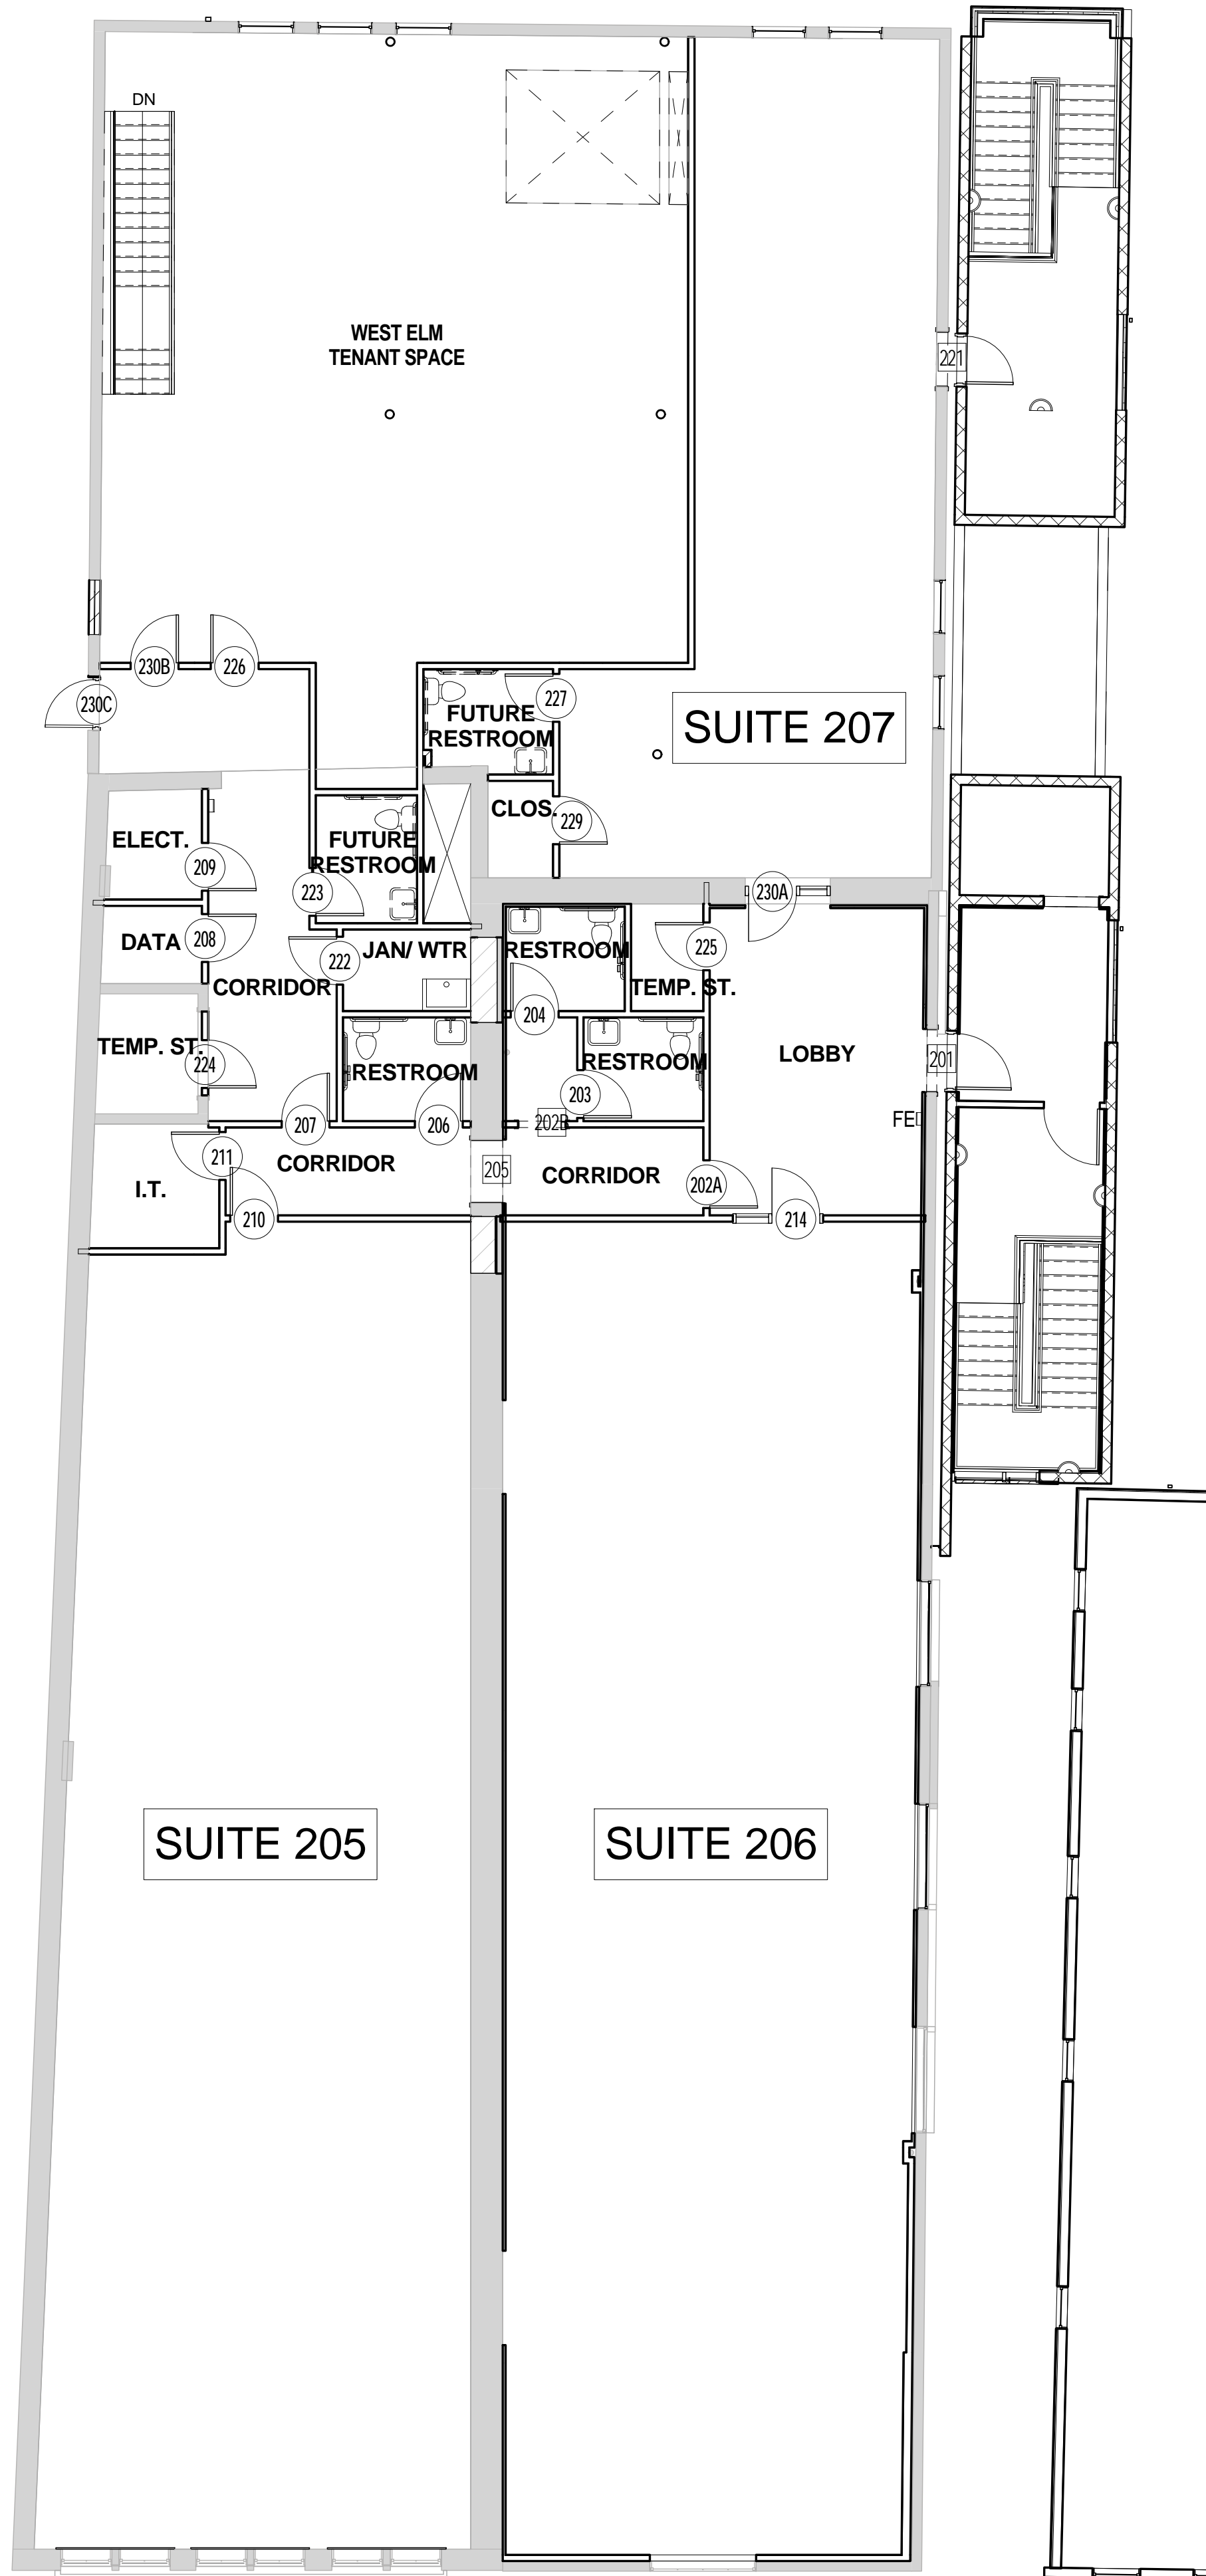 DN
WEST ELM
TENANT SPACE
221
230B
226
230C
227
FUTURE
RESTROOM
SUITE 207
CLOS.
229
ELECT.
209
FUTURE
RESTROOM
223
230A
DATA
208
222
JAN/ WTR
RESTROOM
225
CORRIDOR
TEMP. ST.
204
TEMP. ST.
224
RESTROOM
RESTROOM
LOBBY
201
203
207
206
202B
FE
211
CORRIDOR
205
CORRIDOR
202A
I.T.
210
214
SUITE 205
SUITE 206